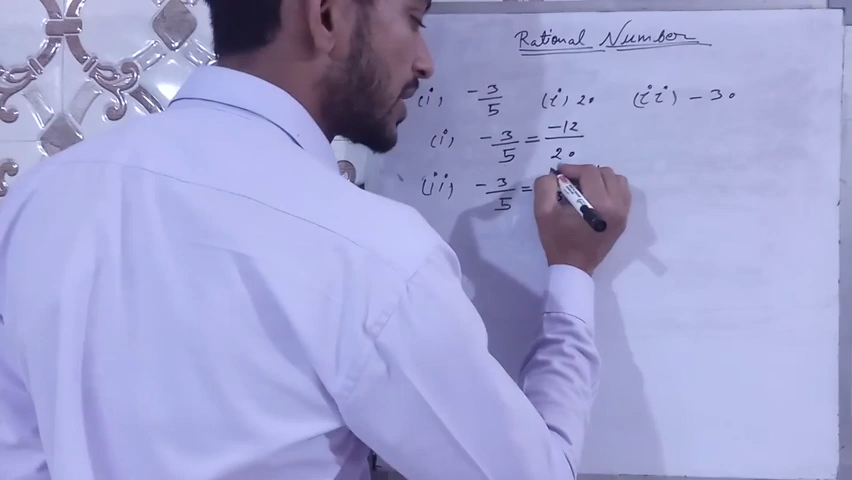 Rational Number
(i) -3/5 (i) 20 (ii) - 30
(i) -3/5 = -12/20
(ii) -3/5 =